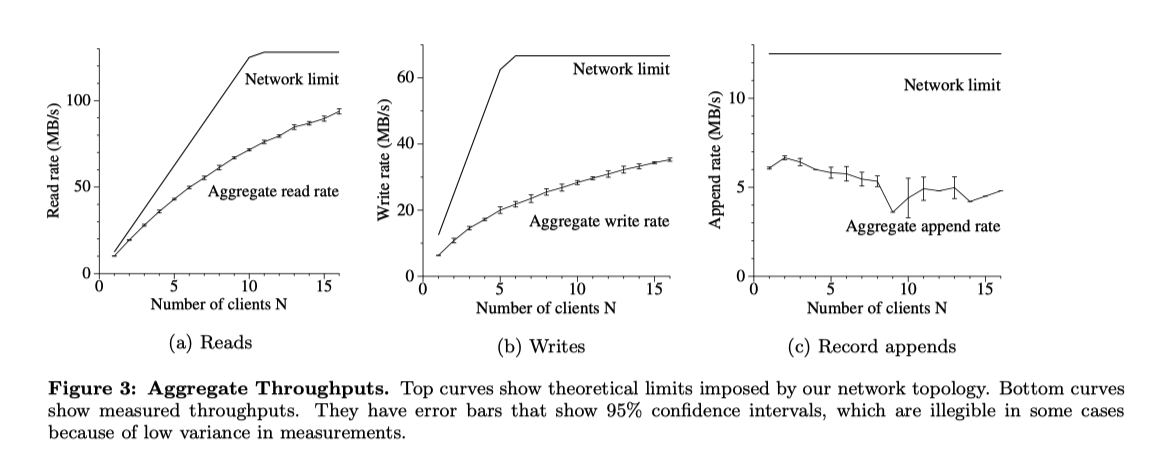 Read rate (MB/s)
100
50
0
0
5
10
15
Network limit
Aggregate read rate
Number of clients N
(a) Reads
Write rate (MB/s)
60
40
20
0
0
5
10
15
Network limit
Aggregate write rate
Number of clients N
(b) Writes
Append rate (MB/s)
10
5
0
0
5
10
15
Network limit
Aggregate append rate
Number of clients N
(c) Record appends
Figure 3: Aggregate Throughputs. Top curves show theoretical limits imposed by our network topology. Bottom curves
show measured throughputs. They have error bars that show 95% confidence intervals, which are illegible in some cases
because of low variance in measurements.